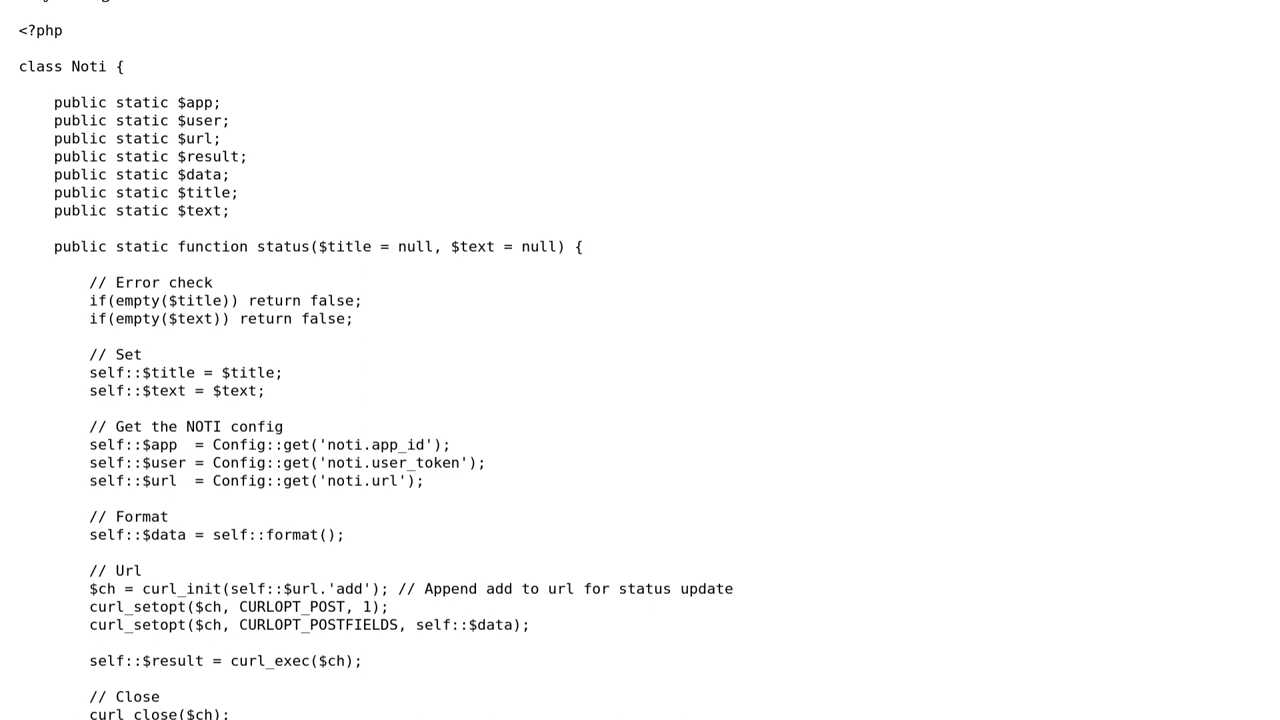 <?php
class Noti {
    public static $app;
    public static $user;
    public static $url;
    public static $result;
    public static $data;
    public static $title;
    public static $text;
    public static function status($title = null, $text = null) {
        // Error check
        if(empty($title)) return false;
        if(empty($text)) return false;
        // Set
        self::$title = $title;
        self::$text = $text;
        // Get the NOTI config
        self::$app  = Config::get('noti.app_id');
        self::$user = Config::get('noti.user_token');
        self::$url  = Config::get('noti.url');
        // Format
        self::$data = self::format();
        // Url
        $ch = curl_init(self::$url.'add'); // Append add to url for status update
        curl_setopt($ch, CURLOPT_POST, 1);
        curl_setopt($ch, CURLOPT_POSTFIELDS, self::$data);
        self::$result = curl_exec($ch);
        // Close
        curl_close($ch);